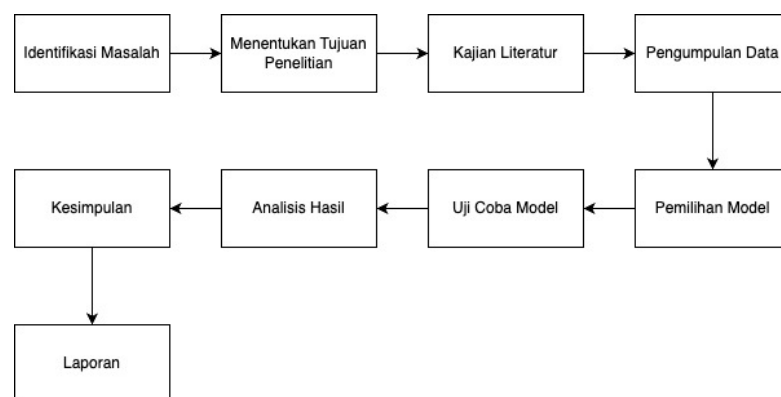 Identifikasi Masalah
Menentukan Tujuan
Penelitian
Kajian Literatur
Pengumpulan Data
Pemilihan Model
Uji Coba Model
Analisis Hasil
Kesimpulan
Laporan